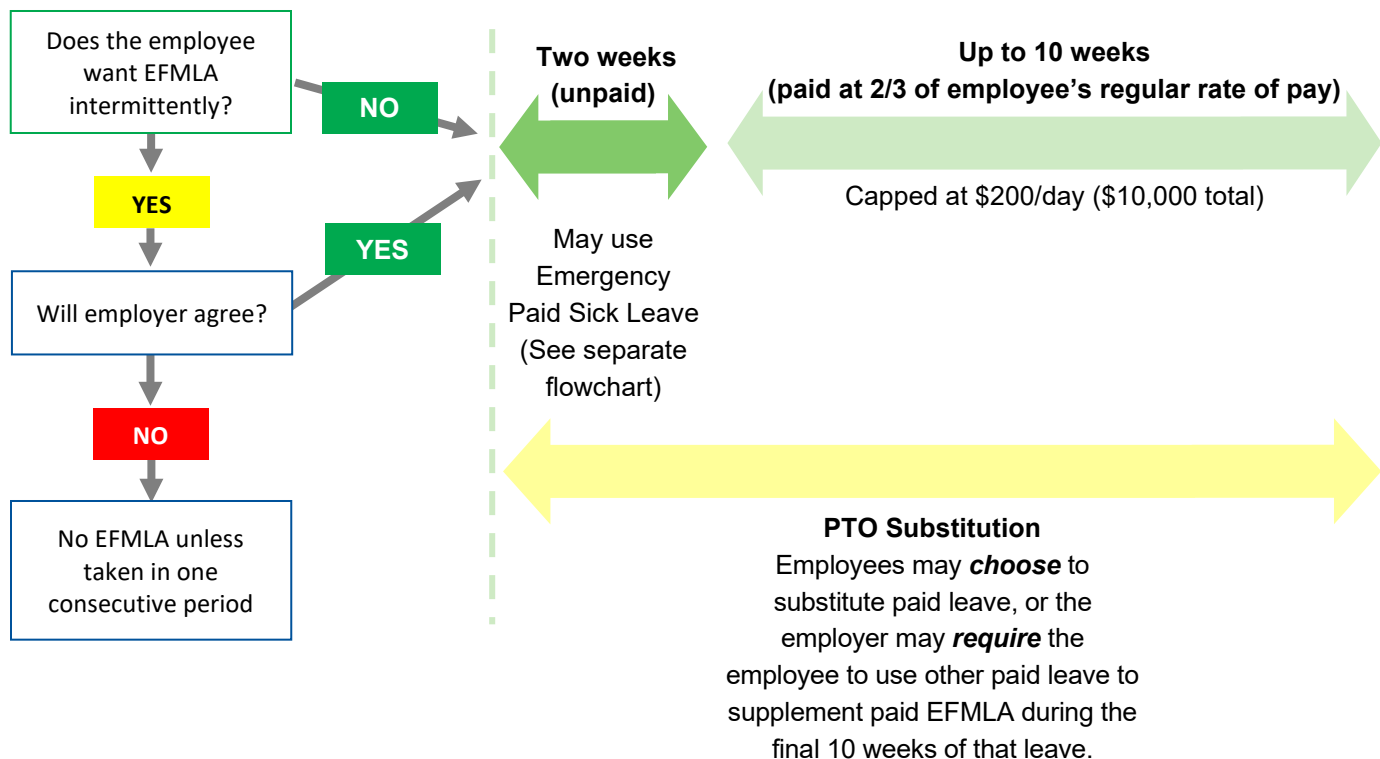 Does the employee
want EFMLA
intermittently?
NO
YES
Will employer agree?
YES
NO
No EFMLA unless
taken in one
consecutive period
Two weeks
(unpaid)
May use
Emergency
Paid Sick Leave
(See separate
flowchart)
Up to 10 weeks
(paid at 2/3 of employee’s regular rate of pay)
Capped at $200/day ($10,000 total)
PTO Substitution
Employees may choose to
substitute paid leave, or the
employer may require the
employee to use other paid leave to
supplement paid EFMLA during the
final 10 weeks of that leave.